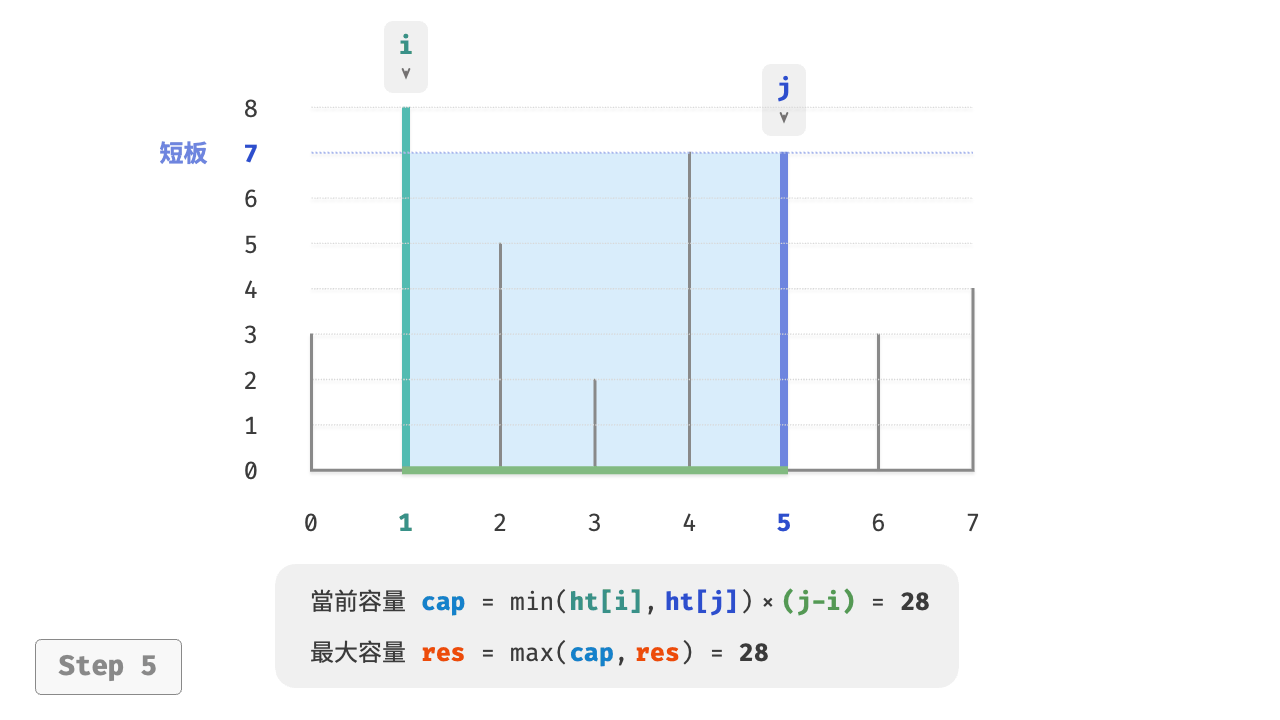 i
j
8
短板 7
6
5
4
3
2
1
0
0 1 2 3 4 5 6 7
當前容量 cap = min(ht[i], ht[j]) × (j-i) = 28
最大容量 res = max(cap, res) = 28
Step 5